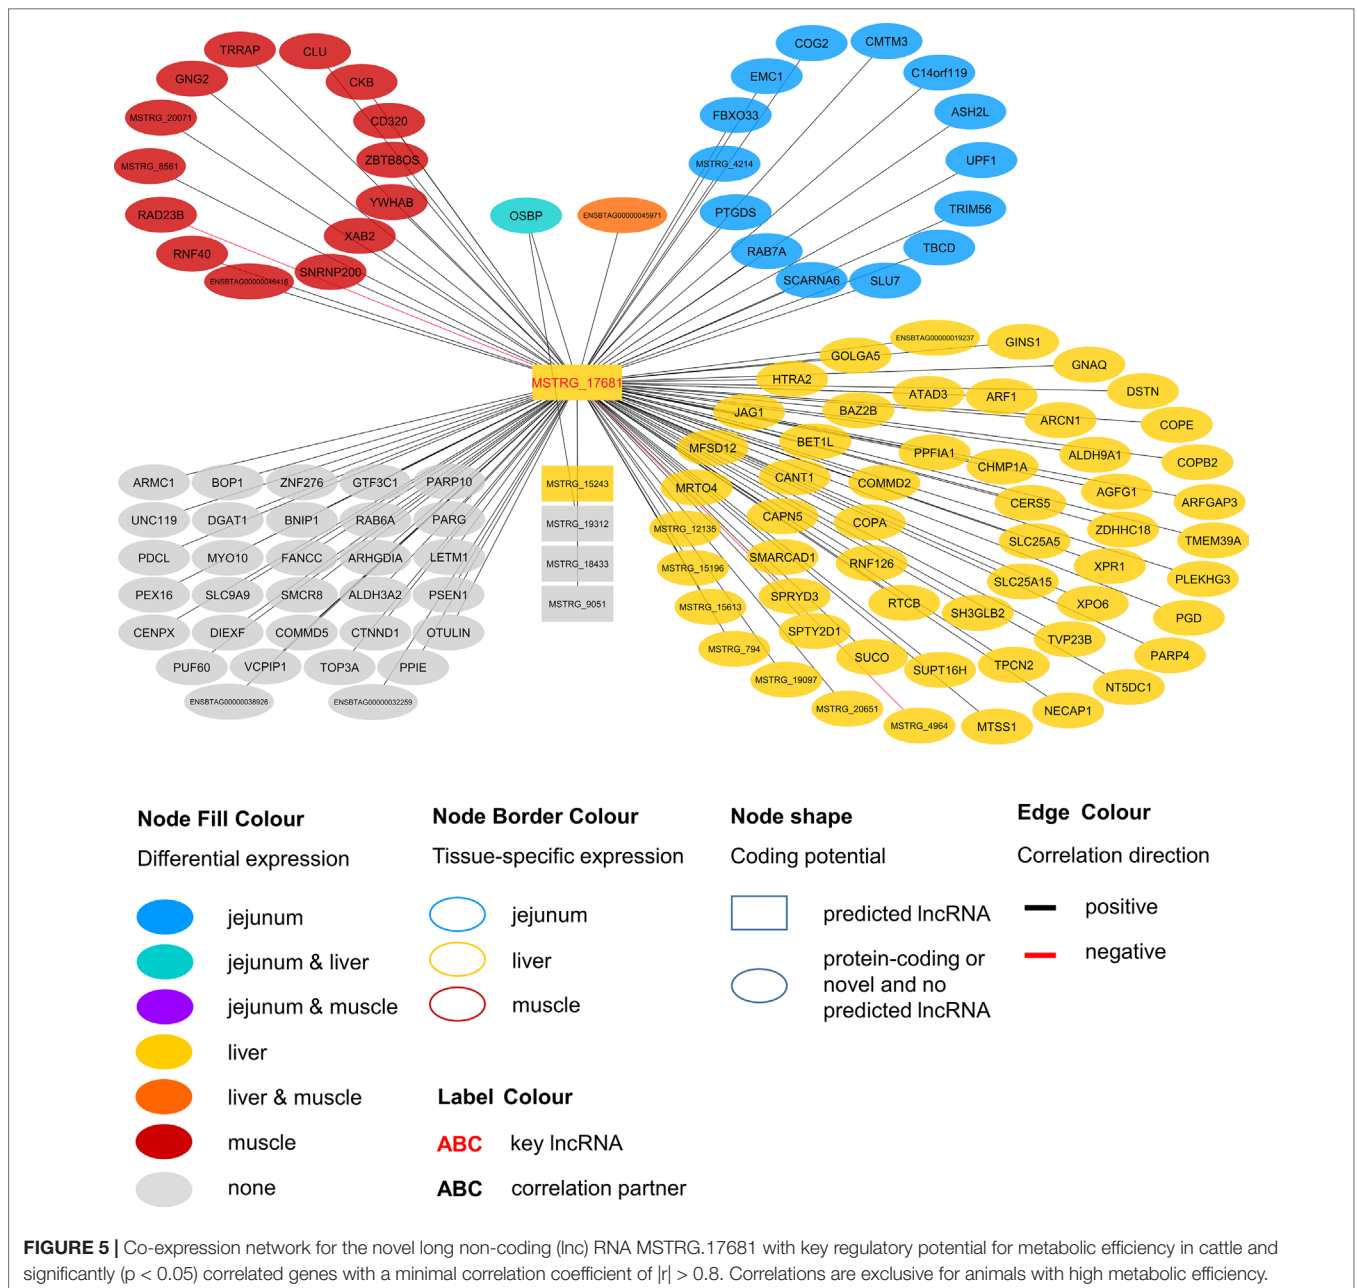 TRRAP
CLU
GNG2
CKB
MSTRG_20071
CD320
MSTRG_8561
ZBTB8OS
RAD23B
YWHAB
RNF40
XAB2
ENSBTAG00000046416
SNRNP200
OSBP
ENSBTAG00000045971
COG2
CMTM3
EMC1
C14orf119
FBXO33
ASH2L
MSTRG_4214
UPF1
PTGDS
TRIM56
RAB7A
TBCD
SCARNA6
SLU7
MSTRG_17681
ENSBTAG00000019237
GINS1
GOLGA5
GNAQ
HTRA2
DSTN
ATAD3
ARF1
JAG1
BAZ2B
ARCN1
COPE
MFSD12
BET1L
PPFIA1
ALDH9A1
COPB2
CHMP1A
MRTO4
CANT1
COMMD2
AGFG1
ARFGAP3
CERS5
MSTRG_12135
CAPN5
COPA
ZDHHC18
TMEM39A
SLC25A5
MSTRG_15196
SMARCAD1
RNF126
XPR1
PLEKHG3
SLC25A15
MSTRG_15613
SPRYD3
RTCB
SH3GLB2
XPO6
PGD
MSTRG_794
SPTY2D1
TVP23B
PARP4
SUCO
SUPT16H
TPCN2
MSTRG_19097
NT5DC1
MSTRG_20651
MSTRG_4964
MTSS1
NECAP1
ARMC1 BOP1 ZNF276 GTF3C1 PARP10
UNC119 DGAT1 BNIP1 RAB6A PARG
PDCL MYO10 FANCC ARHGDIA LETM1
PEX16 SLC9A9 SMCR8 ALDH3A2 PSEN1
CENPX DIEXF COMMD5 CTNND1 OTULIN
PUF60 VCPIP1 TOP3A PPIE
ENSBTAG00000038926 ENSBTAG00000032259
MSTRG_15243
MSTRG_19312
MSTRG_18433
MSTRG_9051
Node Fill Colour
Differential expression
jejunum
jejunum & liver
jejunum & muscle
liver
liver & muscle
muscle
none
Node Border Colour
Tissue-specific expression
jejunum
liver
muscle
Label Colour
ABC key lncRNA
ABC correlation partner
Node shape
Coding potential
predicted lncRNA
protein-coding or
novel and no
predicted lncRNA
Edge Colour
Correlation direction
positive
negative
FIGURE 5 | Co-expression network for the novel long non-coding (lnc) RNA MSTRG.17681 with key regulatory potential for metabolic efficiency in cattle and
significantly (p < 0.05) correlated genes with a minimal correlation coefficient of |r| > 0.8. Correlations are exclusive for animals with high metabolic efficiency.